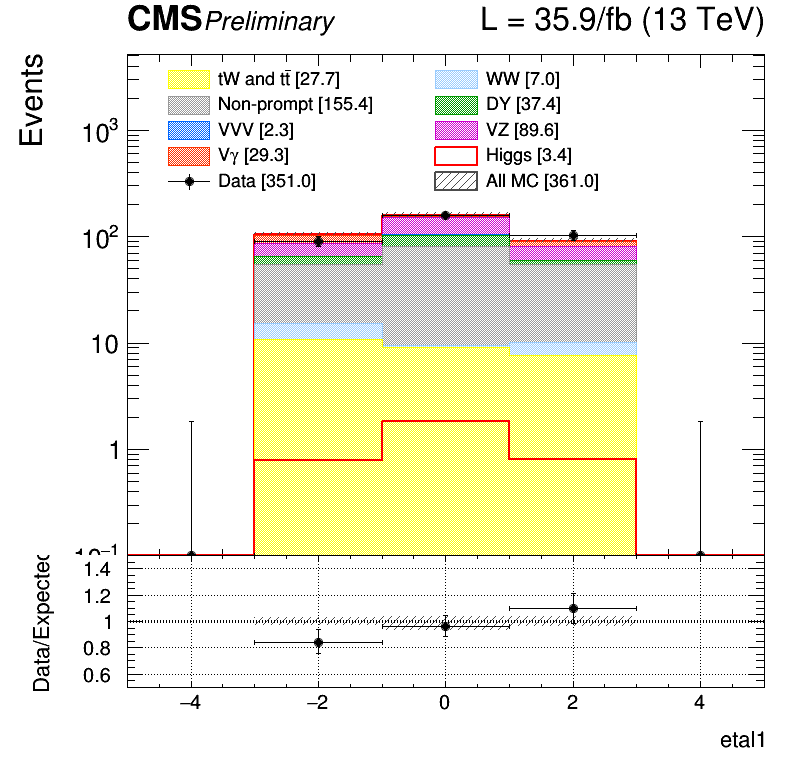 CMS Preliminary L = 35.9/fb (13 TeV)
Events
tW and tt̄ [27.7] WW [7.0]
Non-prompt [155.4] DY [37.4]
VVV [2.3] VZ [89.6]
Vγ [29.3] Higgs [3.4]
Data [351.0] All MC [361.0]
10³
10²
10
1
Data/Expected
1.4
1.2
1
0.8
0.6
−4 −2 0 2 4
etal1